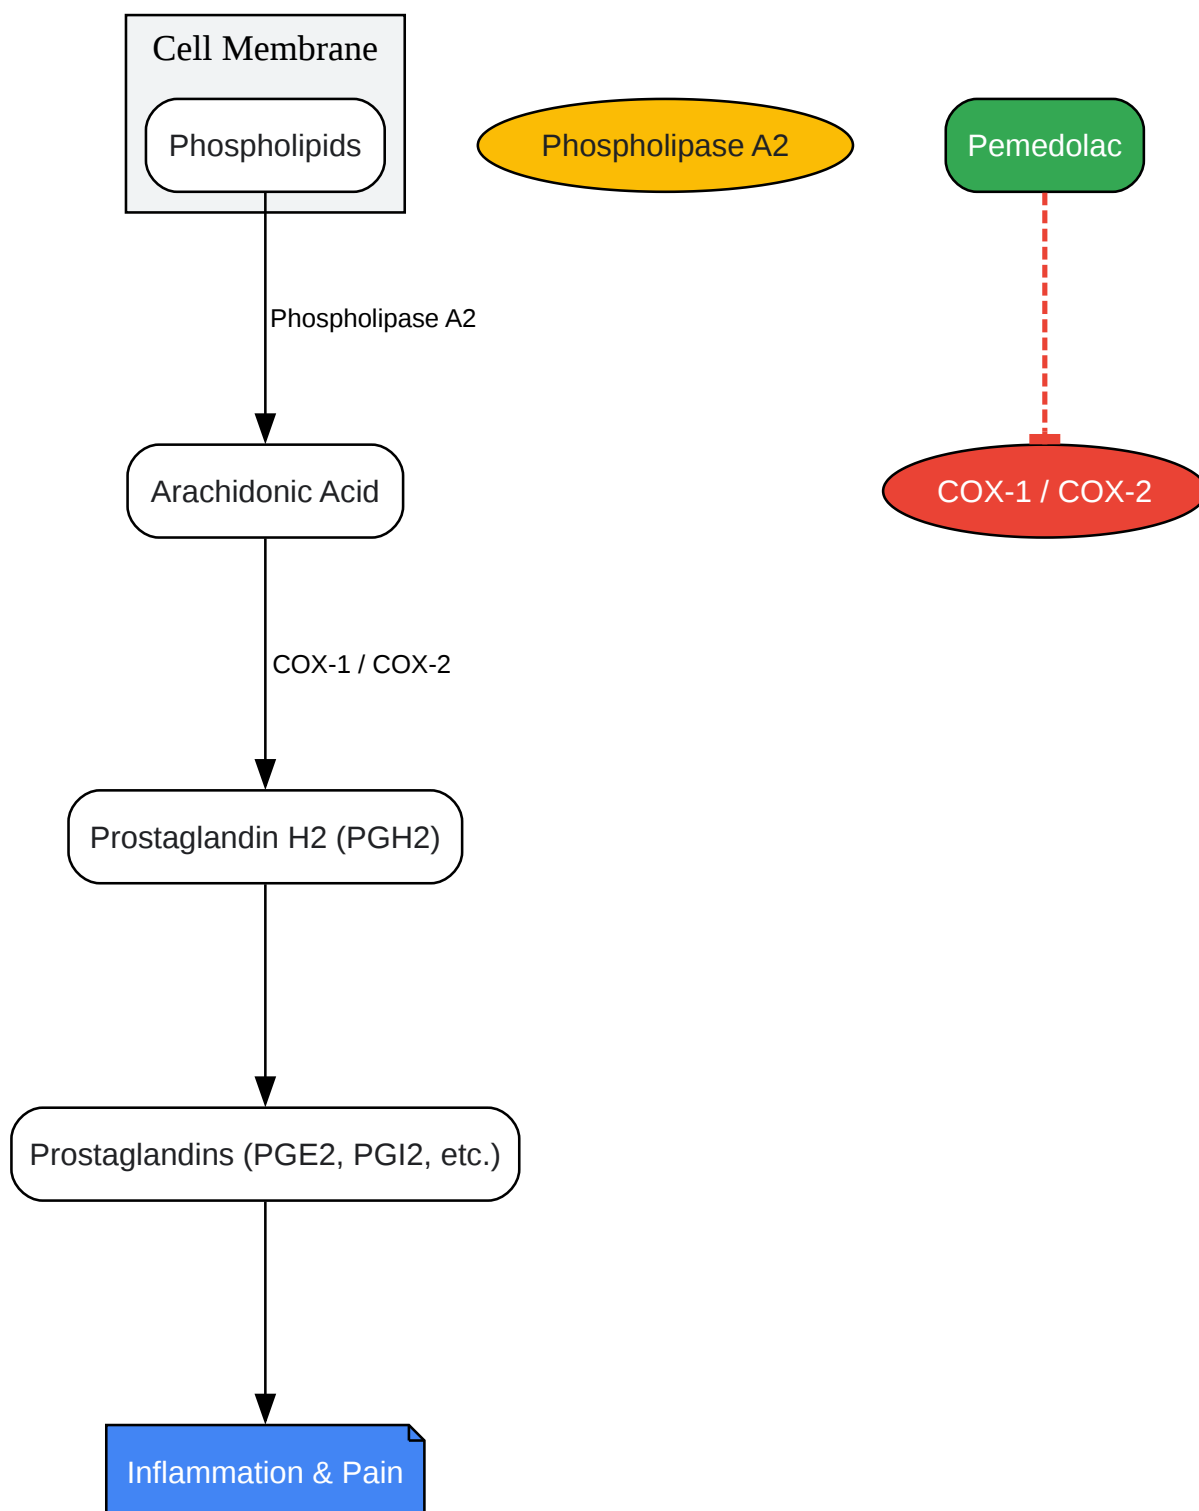 Cell Membrane
Phospholipids
Phospholipase A2
Pemedolac
Phospholipase A2
Arachidonic Acid
COX-1 / COX-2
COX-1 / COX-2
Prostaglandin H2 (PGH2)
Prostaglandins (PGE2, PGI2, etc.)
Inflammation & Pain